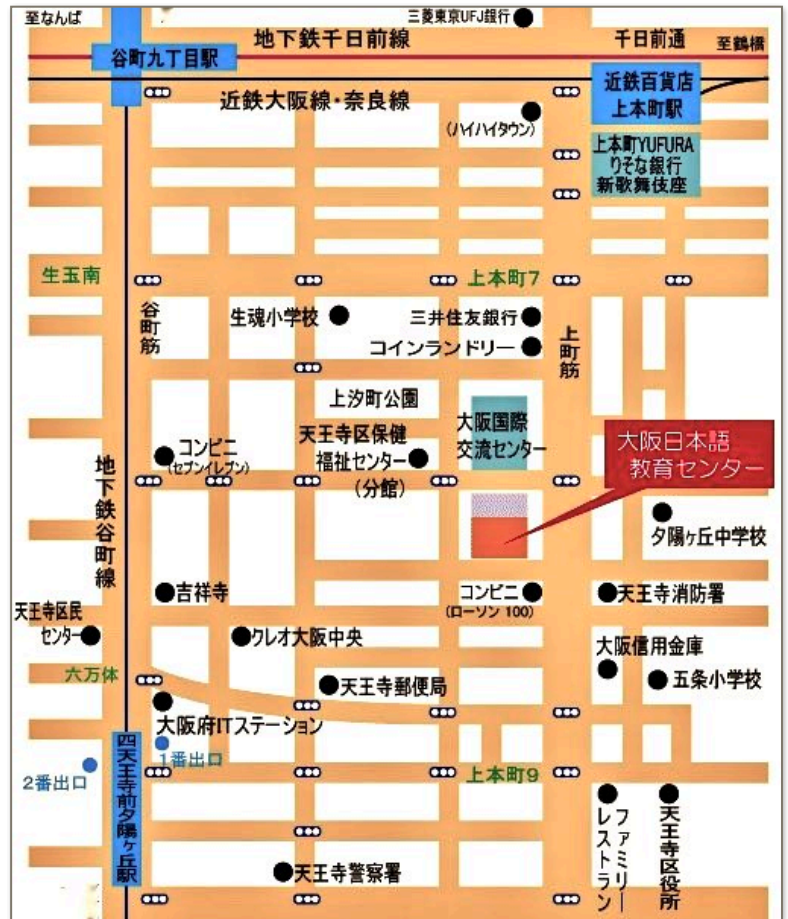 至なんば
三菱東京UFJ銀行
地下鉄千日前線
千日前通
至鶴橋
谷町九丁目駅
近鉄大阪線・奈良線
近鉄百貨店
上本町駅
(ハイハイタウン)
上本町YUFURA
りそな銀行
新歌舞伎座
生玉南
上本町7
谷町筋
生魂小学校
三井住友銀行
コインランドリー
上町筋
上汐町公園
大阪国際
交流センター
天王寺区保健
福祉センター
(分館)
コンビニ
(セブンイレブン)
大阪日本語
教育センター
地下鉄谷町線
夕陽ヶ丘中学校
吉祥寺
コンビニ
(ローソン100)
天王寺消防署
天王寺区民
センター
クレオ大阪中央
大阪信用金庫
六万体
天王寺郵便局
五条小学校
大阪府ITステーション
1番出口
2番出口
四天王寺前夕陽ヶ丘駅
上本町9
ファミリー
レストラン
天王寺区役所
天王寺警察署